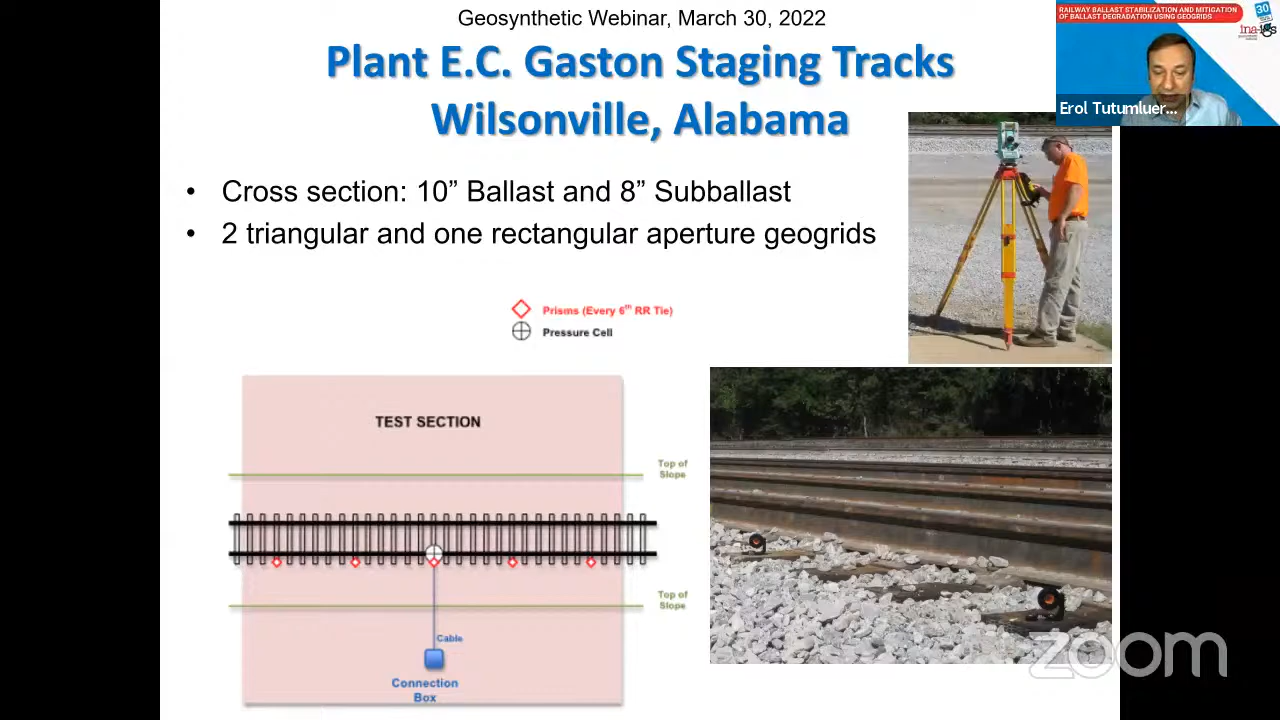 Geosynthetic Webinar, March 30, 2022
Plant E.C. Gaston Staging Tracks
Wilsonville, Alabama
RAILWAY BALLAST STABILIZATION AND MITIGATION
OF BALLAST DEGRADATION USING GEOGRIDS
30
Erol Tutumluer...
• Cross section: 10” Ballast and 8” Subballast
• 2 triangular and one rectangular aperture geogrids
Prisms (Every 6th RR Tie)
Pressure Cell
TEST SECTION
Top of
Slope
Top of
Slope
Cable
Connection
Box
zoom